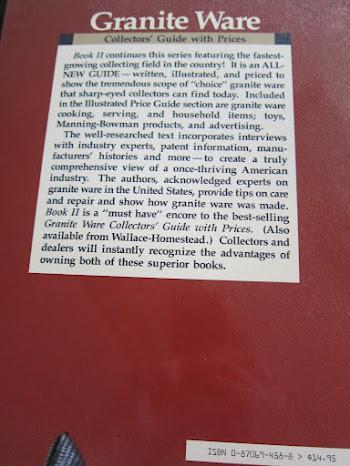 Granite Ware
Collectors' Guide with Prices
Book II continues this series featuring the fastest-
growing collecting field in the country! It is an ALL-
NEW GUIDE—written, illustrated, and priced to
show the tremendous scope of "choice" granite ware
that sharp-eyed collectors can find today. Included
in the Illustrated Price Guide section are granite ware
cooking, serving, and household items; toys,
Manning-Bowman products, and advertising.
The well-researched text incorporates interviews
with industry experts, patent information, manu-
facturers' histories and more—to create a truly
comprehensive view of a once-thriving American
industry. The authors, acknowledged experts on
granite ware in the United States, provide tips on care
and repair and show how granite ware was made.
Book II is a "must have" encore to the best-selling
Granite Ware Collectors' Guide with Prices. (Also
available from Wallace-Homestead.) Collectors and
dealers will instantly recognize the advantages of
owning both of these superior books.
ISBN 0-87069-458-8 > $14.95